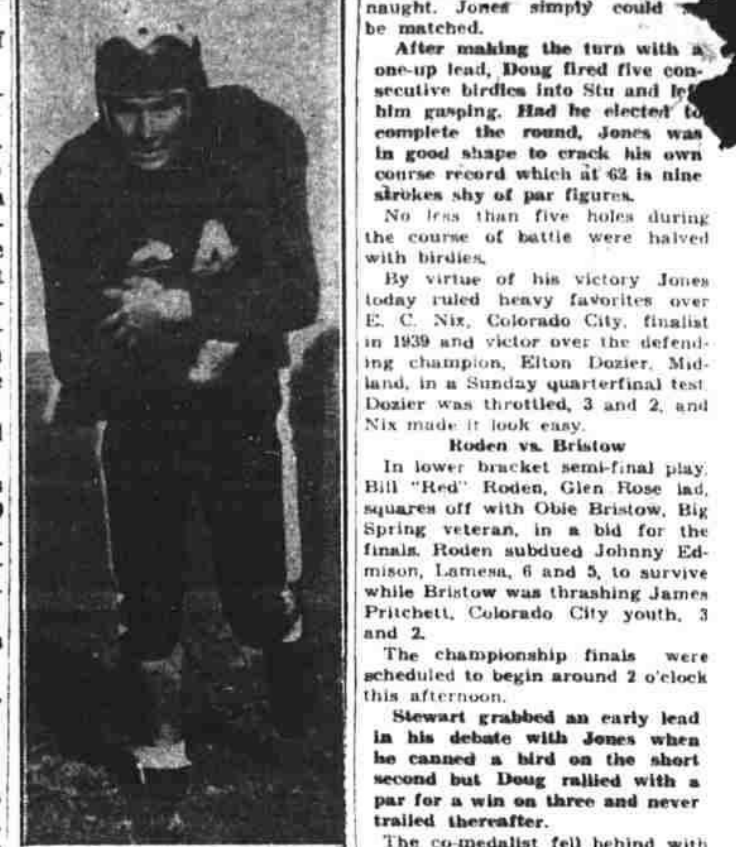 naught. Jones simply could
be matched.
After making the turn with a
one-up lead, Doug fired five con-
secutive birdies into Stu and
him gasping. Had he elected to
complete the round, Jones was
in good shape to crack his own
course record which at 62 is nine
strokes shy of par figures.
No less than five holes during
the course of battle were halved
with birdies.
By virtue of his victory Jones
today ruled heavy favorites over
E. C. Nix, Colorado City, finalist
in 1939 and victor over the defend-
ing champion, Elton Dozier, Mid-
land, in a Sunday quarterfinal test.
Dozier was throttled, 3 and 2, and
Nix made it look easy.
Roden vs. Bristow
In lower bracket semi-final play,
Bill "Red" Roden, Glen Rose lad,
squares off with Obie Bristow, Big
Spring veteran, in a bid for the
finals. Roden subdued Johnny Ed-
mison, Lamesa, 6 and 5, to survive
while Bristow was thrashing James
Pritchett, Colorado City youth, 3
and 2.
The championship finals were
scheduled to begin around 2 o'clock
this afternoon.
Stewart grabbed an early lead
in his debate with Jones when
he canned a bird on the short
second but Doug rallied with a
par for a win on three and never
trailed thereafter.
The co-medalist fell behind with